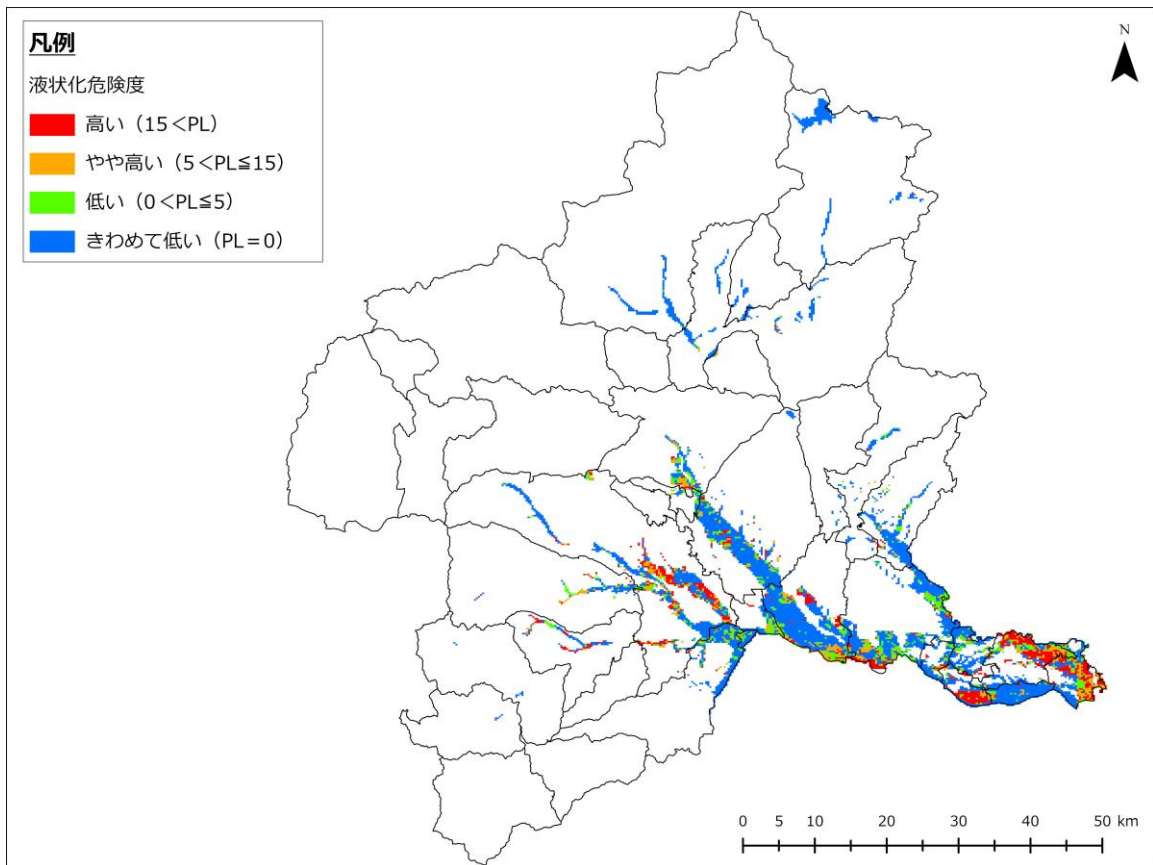 凡例
液状化危険度
高い（15＜PL）
やや高い（5＜PL≦15）
低い（0＜PL≦5）
きわめて低い（PL＝0）
N
0 5 10 20 30 40 50 km